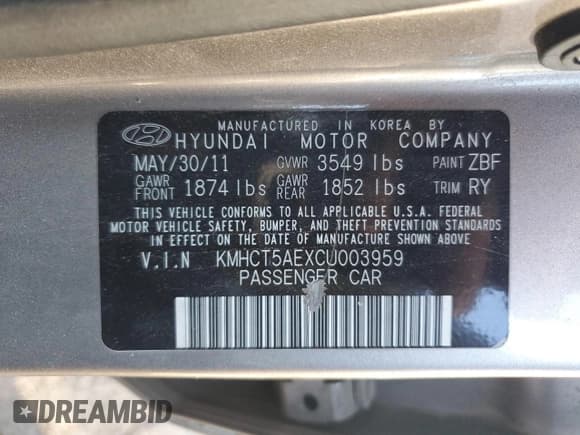 MANUFACTURED IN KOREA BY
HYUNDAI MOTOR COMPANY
MAY/30/11 GVWR 3549 lbs PAINT ZBF
GAWR FRONT 1874 lbs GAWR REAR 1852 lbs TRIM RY
THIS VEHICLE CONFORMS TO ALL APPLICABLE U.S.A. FEDERAL
MOTOR VEHICLE SAFETY, BUMPER, AND THEFT PREVENTION STANDARDS
IN EFFECT ON THE DATE OF MANUFACTURE SHOWN ABOVE.
V.I.N KMHCT5AEXCU003959
PASSENGER CAR
DREAMBID